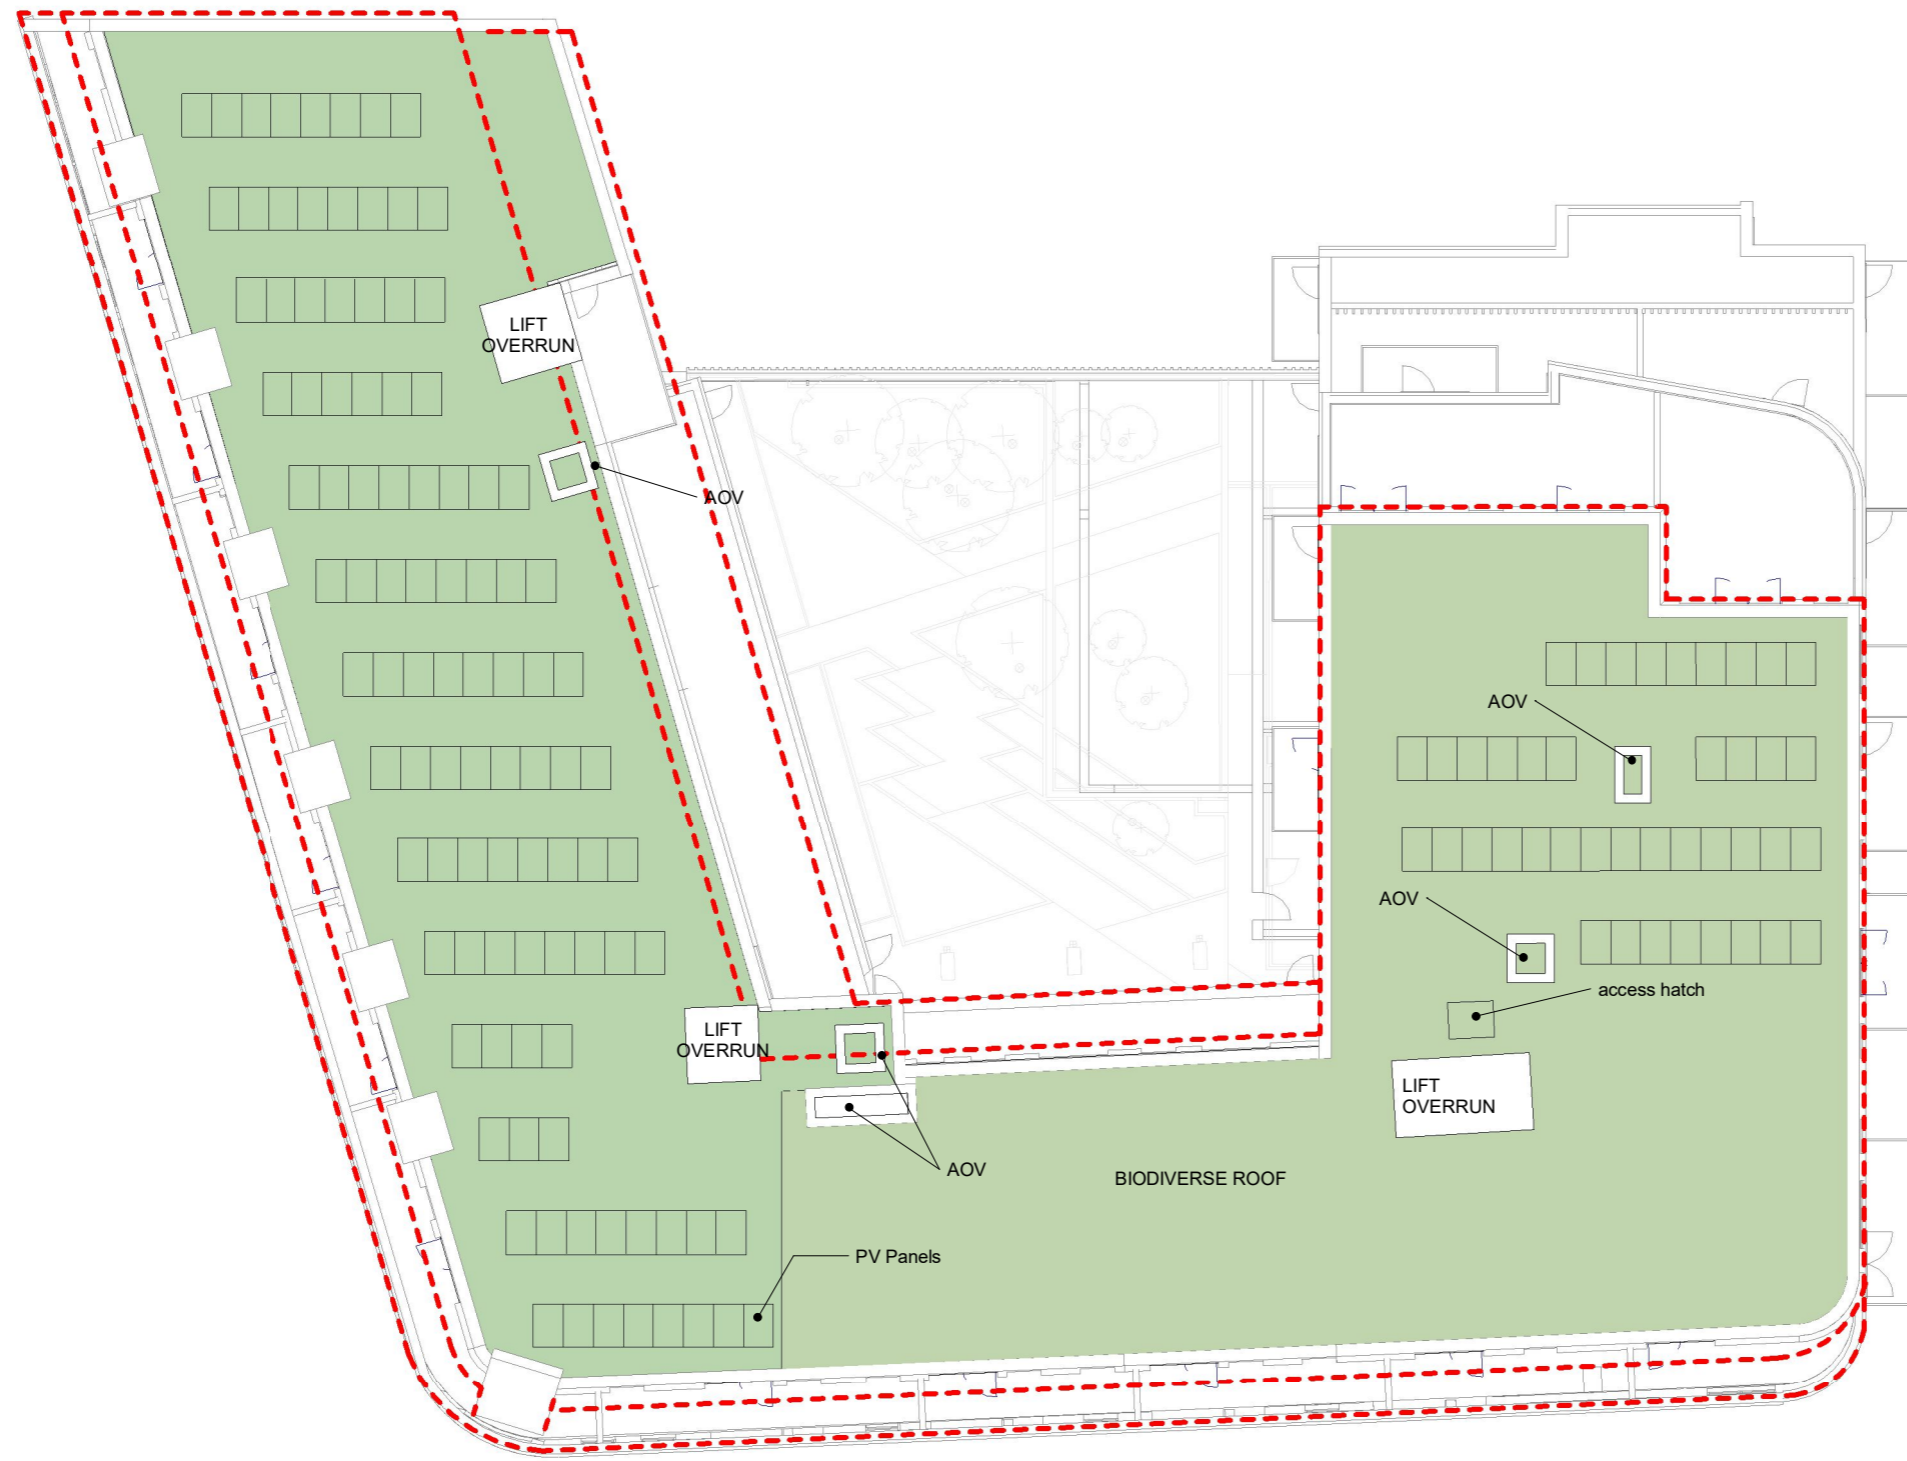 LIFT
OVERRUN
AOV
AOV
AOV
access hatch
LIFT
OVERRUN
LIFT
OVERRUN
AOV
BIODIVERSE ROOF
PV Panels